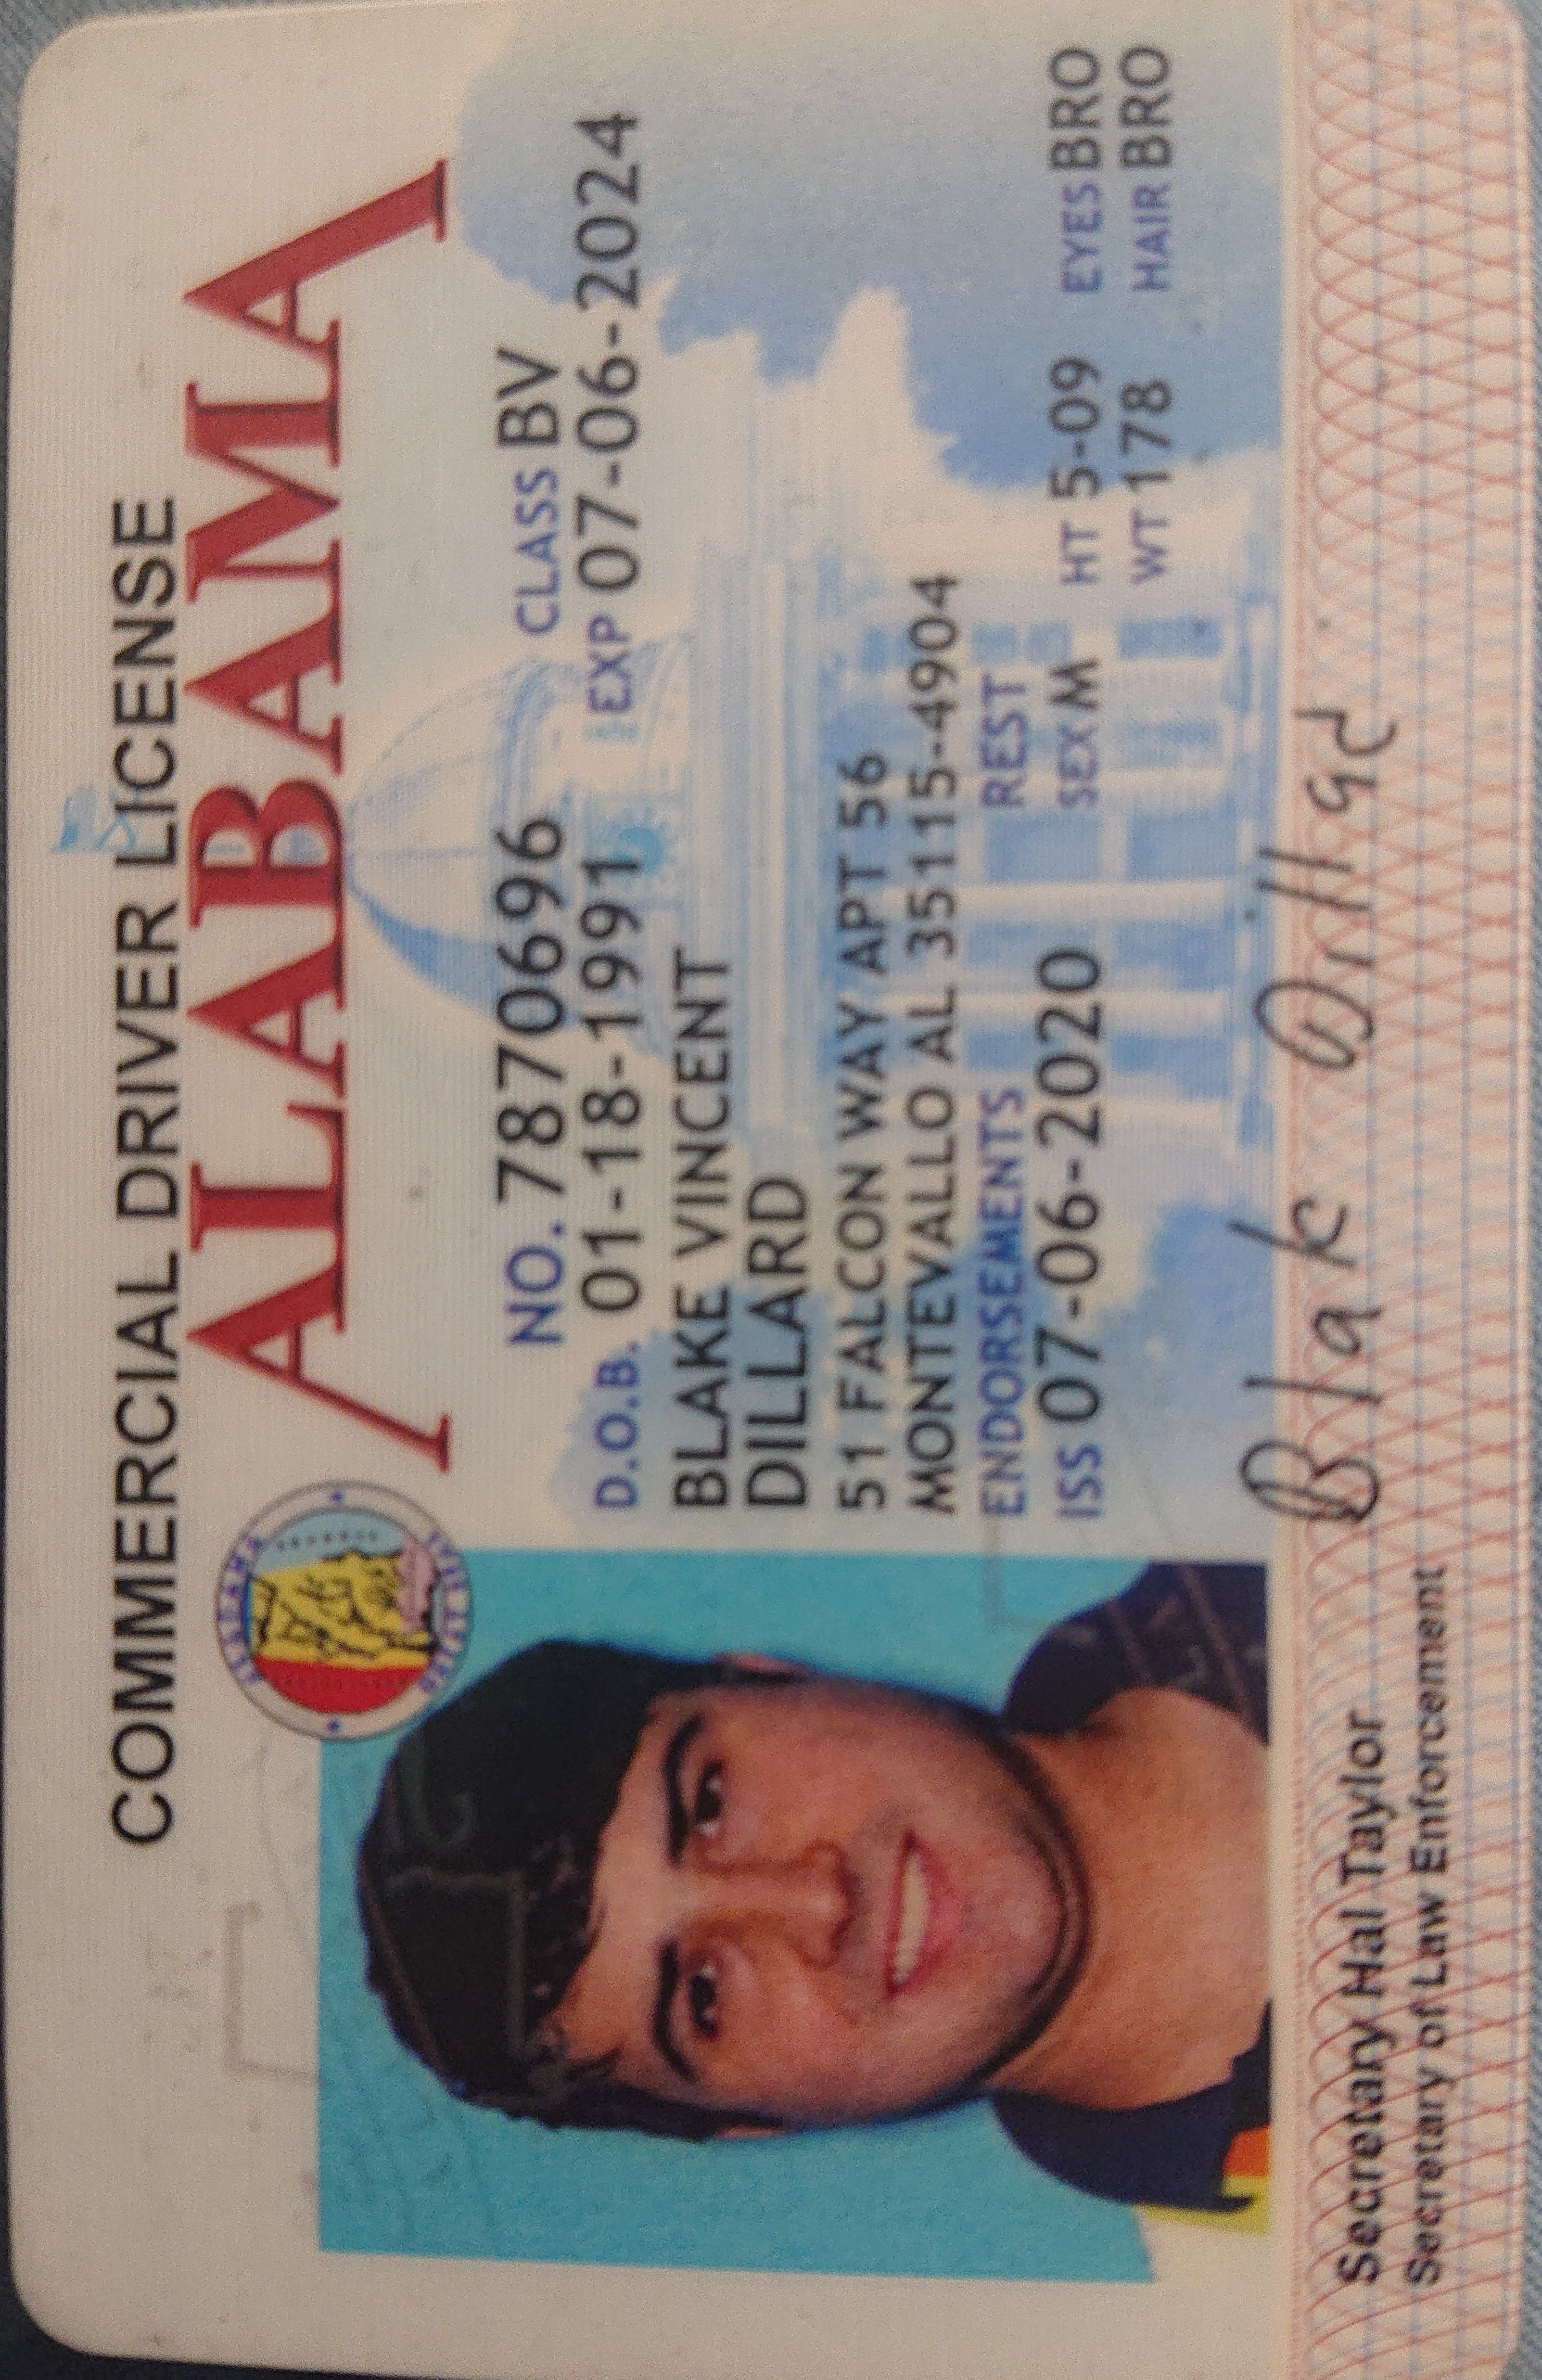 COMMERCIAL DRIVER LICENSE
ALABAMA
NO. 7870696 CLASS BV
D.O.B. 01-18-1991 EXP 07-06-2024
BLAKE VINCENT
DILLARD
51 FALCON WAY APT 56
MONTEVALLO AL 35115-4904
ENDORSEMENTS REST
ISS 07-06-2020 SEX M HT 5-09 EYES BRO
WT 178 HAIR BRO
Blak Dillad
Secretary Hal Taylor
Secretary of Law Enforcement